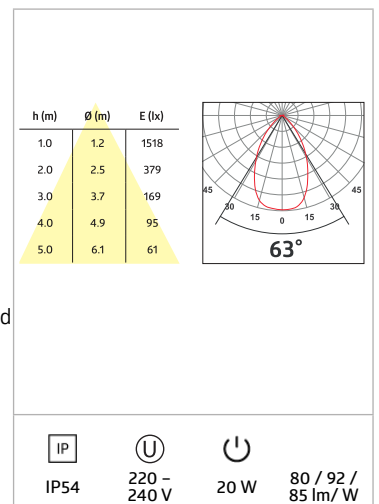 h (m) Ø (m) E (lx)
1.0 1.2 1518
2.0 2.5 379
3.0 3.7 169
4.0 4.9 95
5.0 6.1 61
45 45
30 30
15 0 15
63°
d
IP U
IP54 220 – 240 V 20 W 80 / 92 / 85 lm/ W